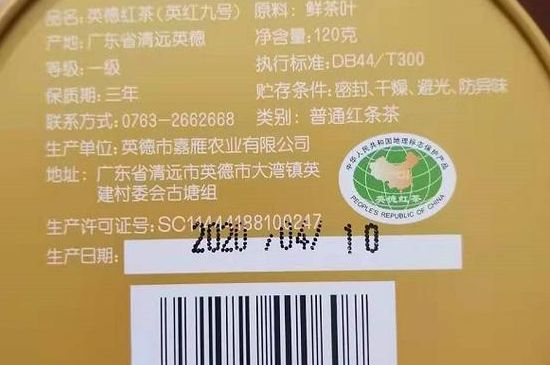 品名：英德红茶（英红九号） 原料：鲜茶叶
产地：广东省清远英德 净含量：120克
等级：一级 执行标准：DB44/T300
保质期：三年 贮存条件：密封、干燥、避光、防异味
联系方式：0763-2662668 类别：普通红条茶
生产单位：英德市嘉雁农业有限公司
地址：广东省清远市英德市大湾镇英
建村委会古塘组
中华人民共和国地理标志保护产品
英德红茶
PEOPLE'S REPUBLIC OF CHINA
生产许可证号：SC11444188100217
生产日期：2020/04/10